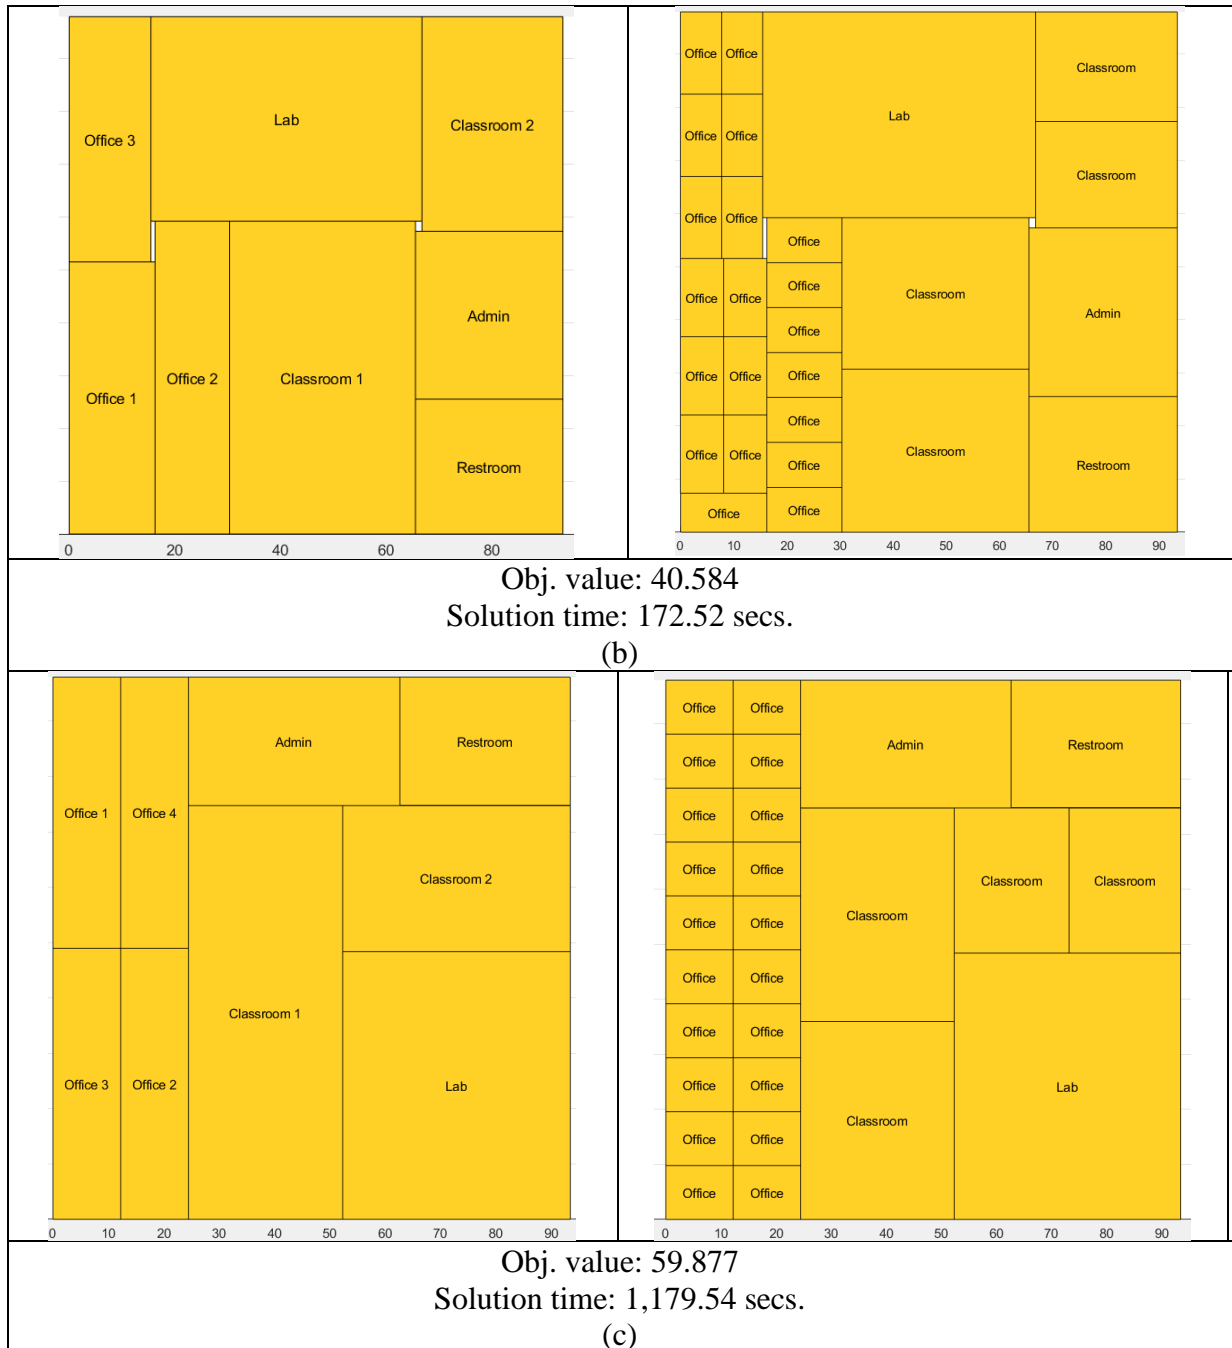 Office 3
Lab
Classroom 2
Office 1
Office 2
Classroom 1
Admin
Restroom
0 20 40 60 80
Office Office Lab Classroom
Office Office
Classroom
Office Office
Office
Office Office
Office
Classroom
Admin
Office
Office Office
Office
Office
Office Office
Classroom
Restroom
Office
Office
Office
0 10 20 30 40 50 60 70 80 90
Obj. value: 40.584
Solution time: 172.52 secs.
(b)
Admin Restroom
Office 1 Office 4
Classroom 2
Classroom 1
Office 3 Office 2 Lab
0 10 20 30 40 50 60 70 80 90
Office Office
Admin Restroom
Office Office
Office Office
Office Office
Classroom Classroom
Classroom
Office Office
Office Office
Office Office
Office Office
Lab
Office Office
Classroom
Office Office
0 10 20 30 40 50 60 70 80 90
Obj. value: 59.877
Solution time: 1,179.54 secs.
(c)